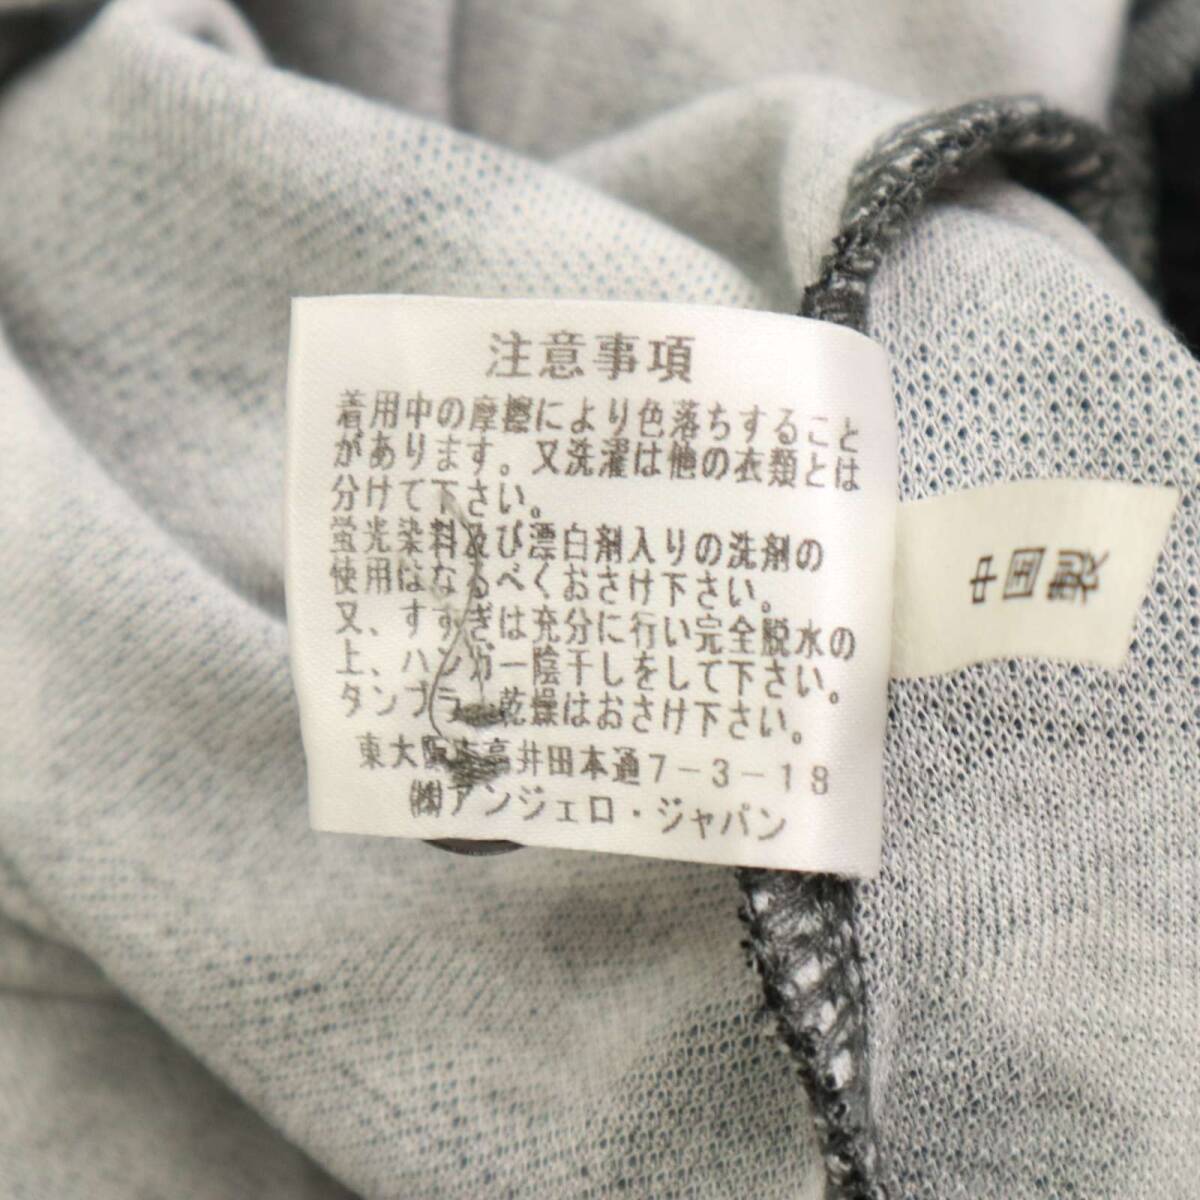 注意事項
着用中の摩擦により色落ちすること
があります。又洗濯は他の衣類とは
分けて下さい。
蛍光染料及び漂白剤入りの洗剤の
使用はなるべくおさけ下さい。
又、すすぎは充分に行い完全脱水の
上、ハンガー陰干しをして下さい。
タンブラー乾燥はおさけ下さい。
東大阪市高井田本通7-3-18
㈱アンジェロ・ジャパン
中国製